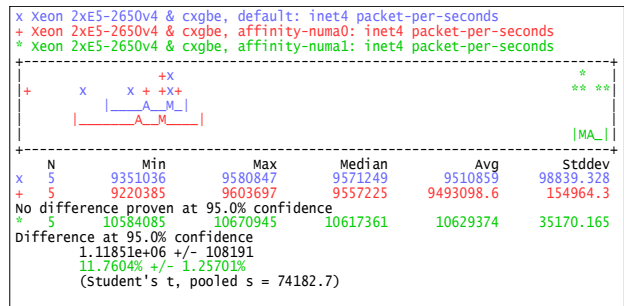 x Xeon 2xE5-2650v4 & cxgbe, default: inet4 packet-per-seconds
+ Xeon 2xE5-2650v4 & cxgbe, affinity-numa0: inet4 packet-per-seconds
* Xeon 2xE5-2650v4 & cxgbe, affinity-numa1: inet4 packet-per-seconds
+--------------------------------------------------------------------------+
|                  +x                                                    *   |
|+      x     x + +x+                                                   ** **|
|          |____A__M_|                                                       |
|      |_______A__M____|                                                     |
|                                                                      |MA_||
+--------------------------------------------------------------------------+
N Min Max Median Avg Stddev
x 5 9351036 9580847 9571249 9510859 98839.328
+ 5 9220385 9603697 9557225 9493098.6 154964.3
No difference proven at 95.0% confidence
* 5 10584085 10670945 10617361 10629374 35170.165
Difference at 95.0% confidence
1.11851e+06 +/- 108191
11.7604% +/- 1.25701%
(Student's t, pooled s = 74182.7)